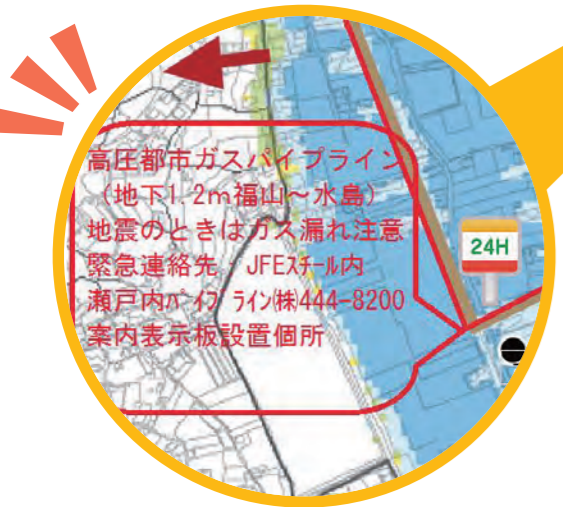 高圧都市ガスパイプライン
（地下1.2m福山～水島）
地震のときはガス漏れ注意
緊急連絡先　JFEｽﾁｰﾙ内
瀬戸内ﾊﾟｲﾌﾟﾗｲﾝ㈱444-8200
案内表示板設置個所
24H